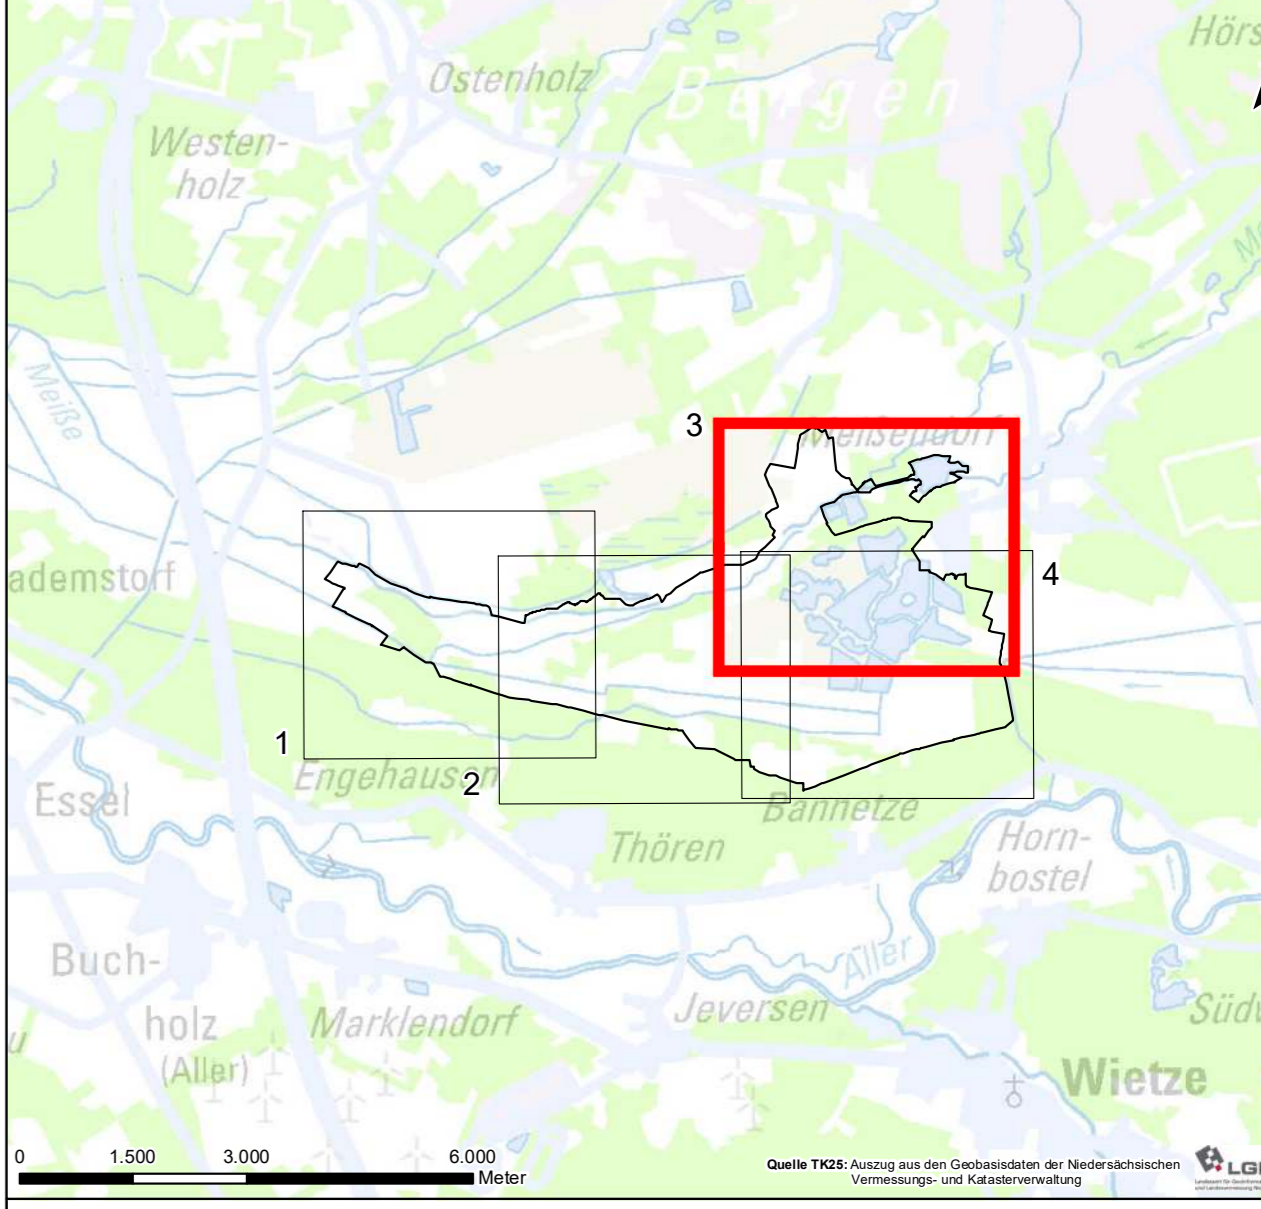 Hörs
Ostenholz
Bergen
Westen-
holz
Meiße
3
Meißendorf
ademstorf
4
1
Engehausen
2
Essel
Bannetze
Thören
Horn-
bostel
Buch-
holz
(Aller)
Aller
Jeversen
Marklendorf
Südw
Wietze
u
0 1.500 3.000 6.000
Meter
Quelle TK25: Auszug aus den Geobasisdaten der Niedersächsischen
Vermessungs- und Katasterverwaltung
LGL